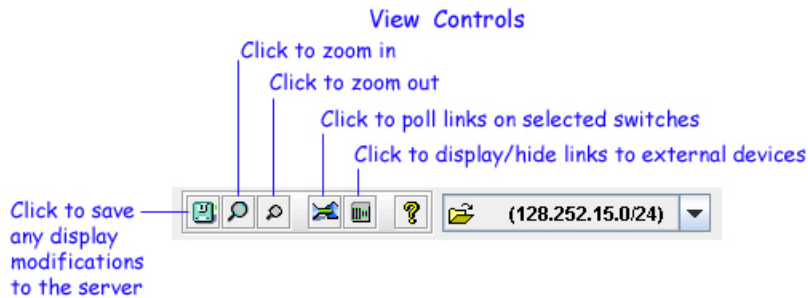 View Controls
Click to zoom in
Click to zoom out
Click to poll links on selected switches
Click to display/hide links to external devices
Click to save
any display
modifications
to the server
? (128.252.15.0/24)